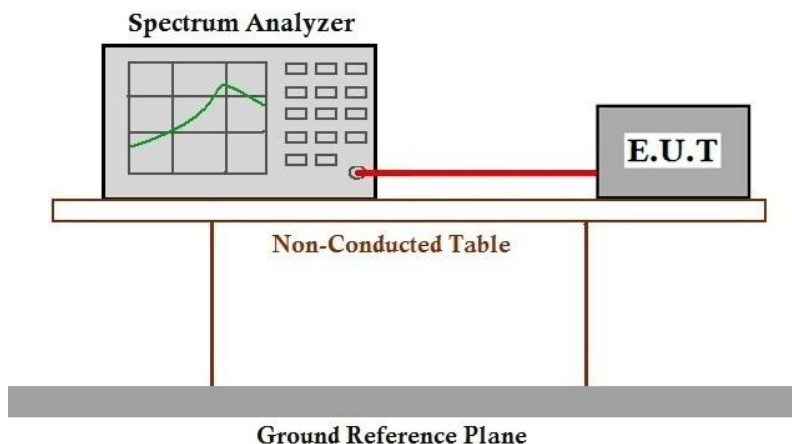 Spectrum Analyzer
E.U.T
Non-Conducted Table
Ground Reference Plane